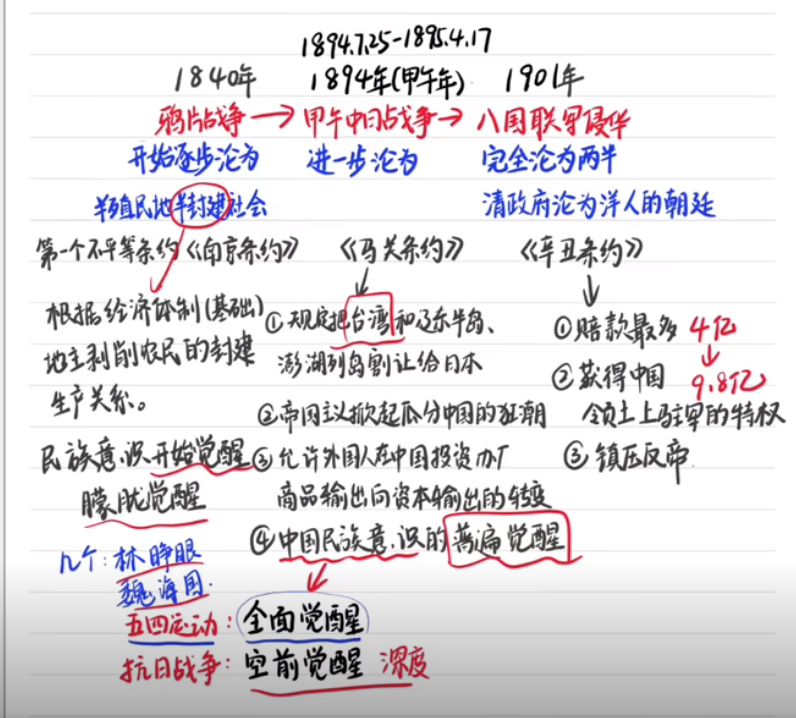 1894.7.25-1895.4.17
1840年 1894年(甲午年) 1901年
鸦片战争→甲午中日战争→八国联军侵华
开始逐步沦为 进一步沦为 完全沦为两半
半殖民地半封建社会 清政府沦为洋人的朝廷
第一个不平等条约《南京条约》 《马关条约》 《辛丑条约》
根据经济体制(基础)
地主剥削农民的封建
生产关系。
民族意识开始觉醒
朦胧觉醒
几个:林睁眼
魏海国.
①规定把台湾和辽东半岛、
澎湖列岛割让给日本
②帝国主义掀起瓜分中国的狂潮
③允许外国人在中国投资办厂
商品输出向资本输出的转变
④中国民族意识的普遍觉醒
①赔款最多 4亿
↓
9.8亿
②获得中国
领土上驻军的特权
③镇压反帝
五四运动:全面觉醒
抗日战争:空前觉醒 深度